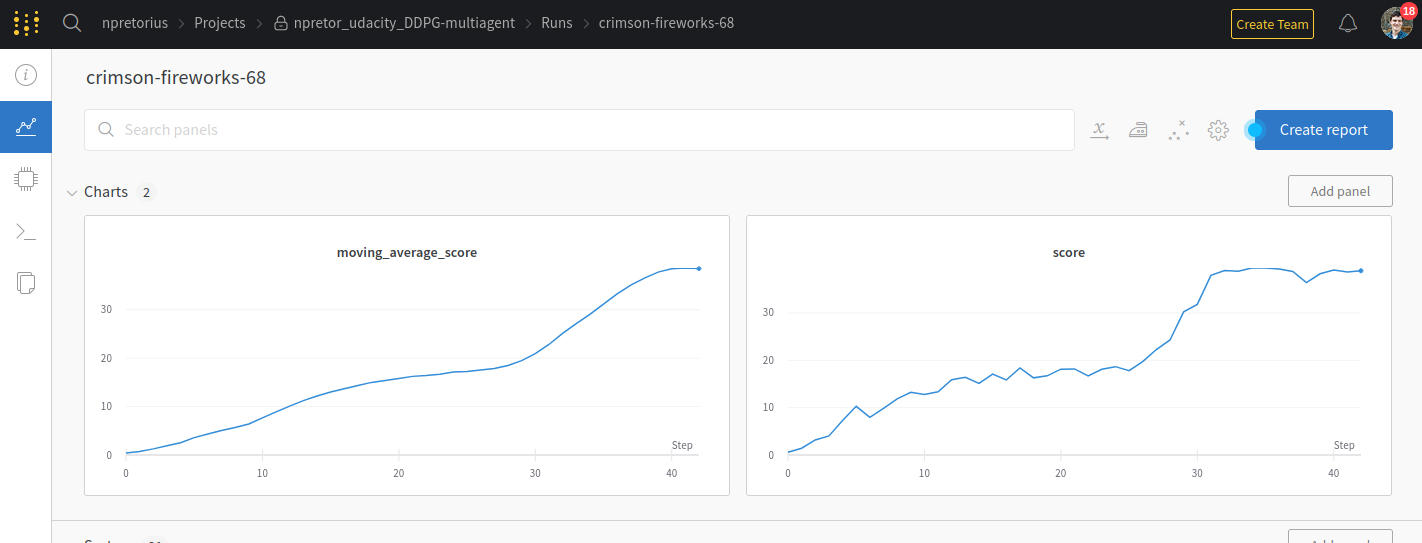 npretorius > Projects > npretor_udacity_DDPG-multiagent > Runs > crimson-fireworks-68
Create Team
18
crimson-fireworks-68
Search panels
x
Create report
Charts 2
Add panel
moving_average_score
30
20
10
0
Step
0 10 20 30 40
score
30
20
10
0
Step
0 10 20 30 40